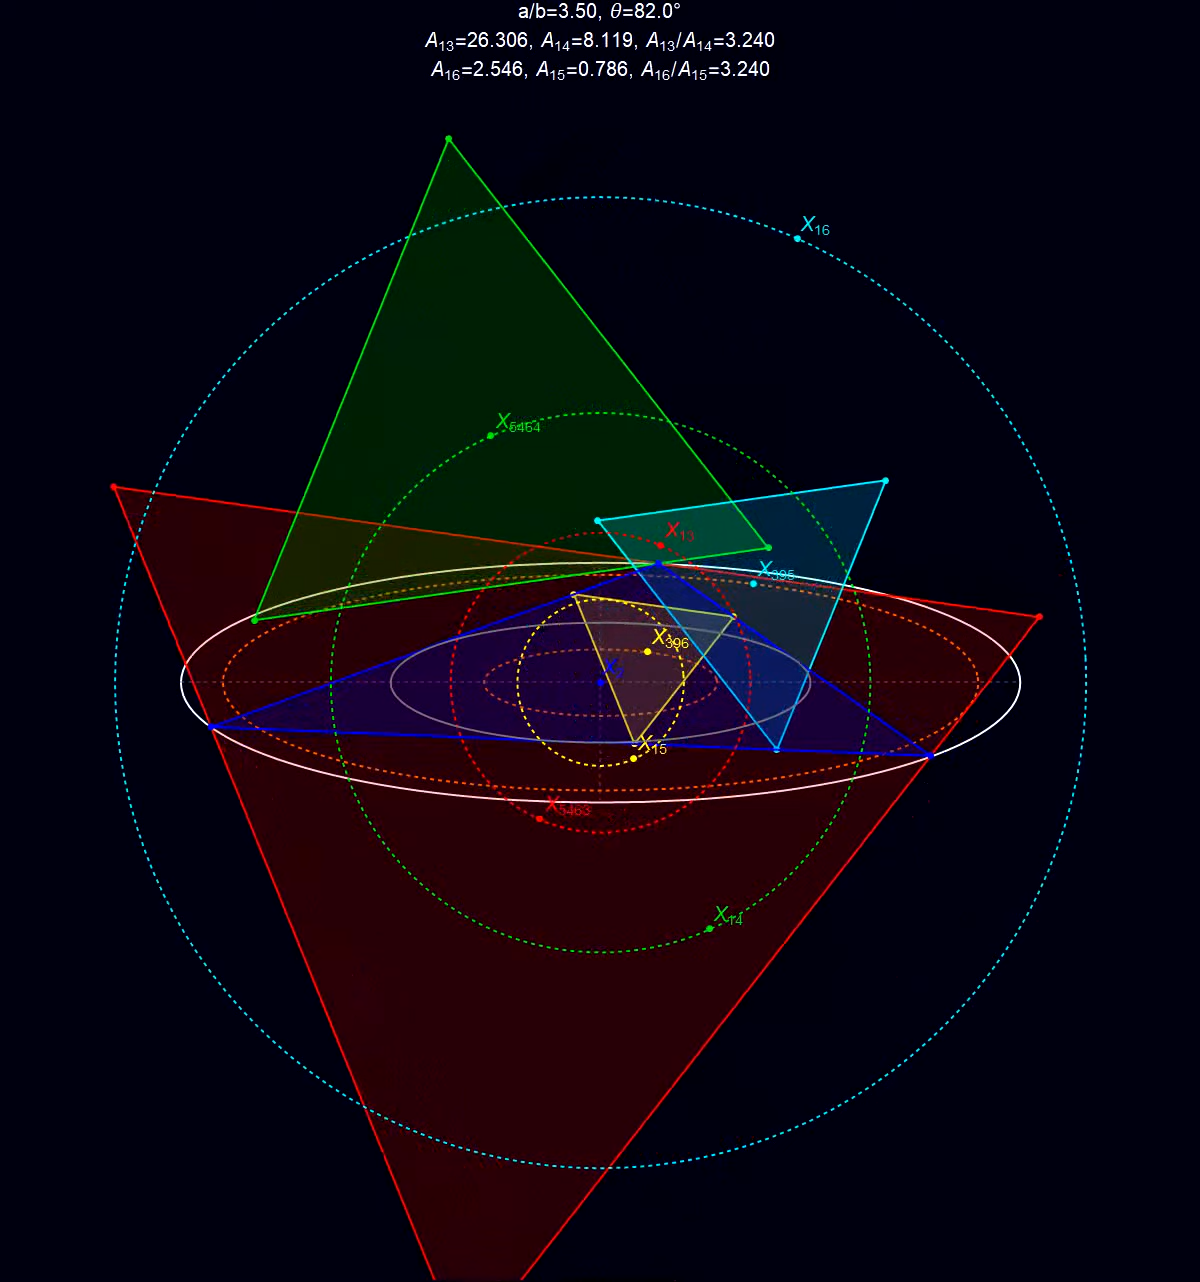 a/b=3.50, θ=82.0°
A₁₃=26.306, A₁₄=8.119, A₁₃/A₁₄=3.240
A₁₆=2.546, A₁₅=0.786, A₁₆/A₁₅=3.240
X₁₆
X₅₄₆₄
X₁₃
X₃₉₅
X₃₉₆
X₂
X₁₅
X₅₄₆₃
X₁₄